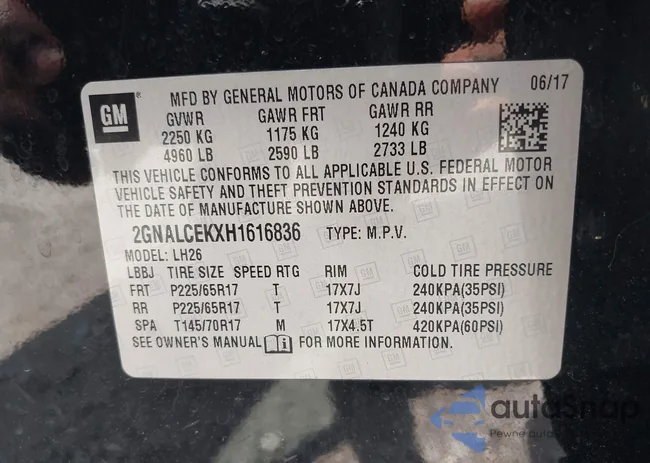 GM
MFD BY GENERAL MOTORS OF CANADA COMPANY 06/17
GVWR GAWR FRT GAWR RR
2250 KG 1175 KG 1240 KG
4960 LB 2590 LB 2733 LB
THIS VEHICLE CONFORMS TO ALL APPLICABLE U.S. FEDERAL MOTOR
VEHICLE SAFETY AND THEFT PREVENTION STANDARDS IN EFFECT ON
THE DATE OF MANUFACTURE SHOWN ABOVE.
2GNALCEKXH1616836 TYPE: M.P.V.
MODEL: LH26
LBBJ TIRE SIZE SPEED RTG RIM COLD TIRE PRESSURE
FRT P225/65R17 T 17X7J 240KPA(35PSI)
RR P225/65R17 T 17X7J 240KPA(35PSI)
SPA T145/70R17 M 17X4.5T 420KPA(60PSI)
SEE OWNER'S MANUAL FOR MORE INFORMATION.
autoSnap
Pewne auto